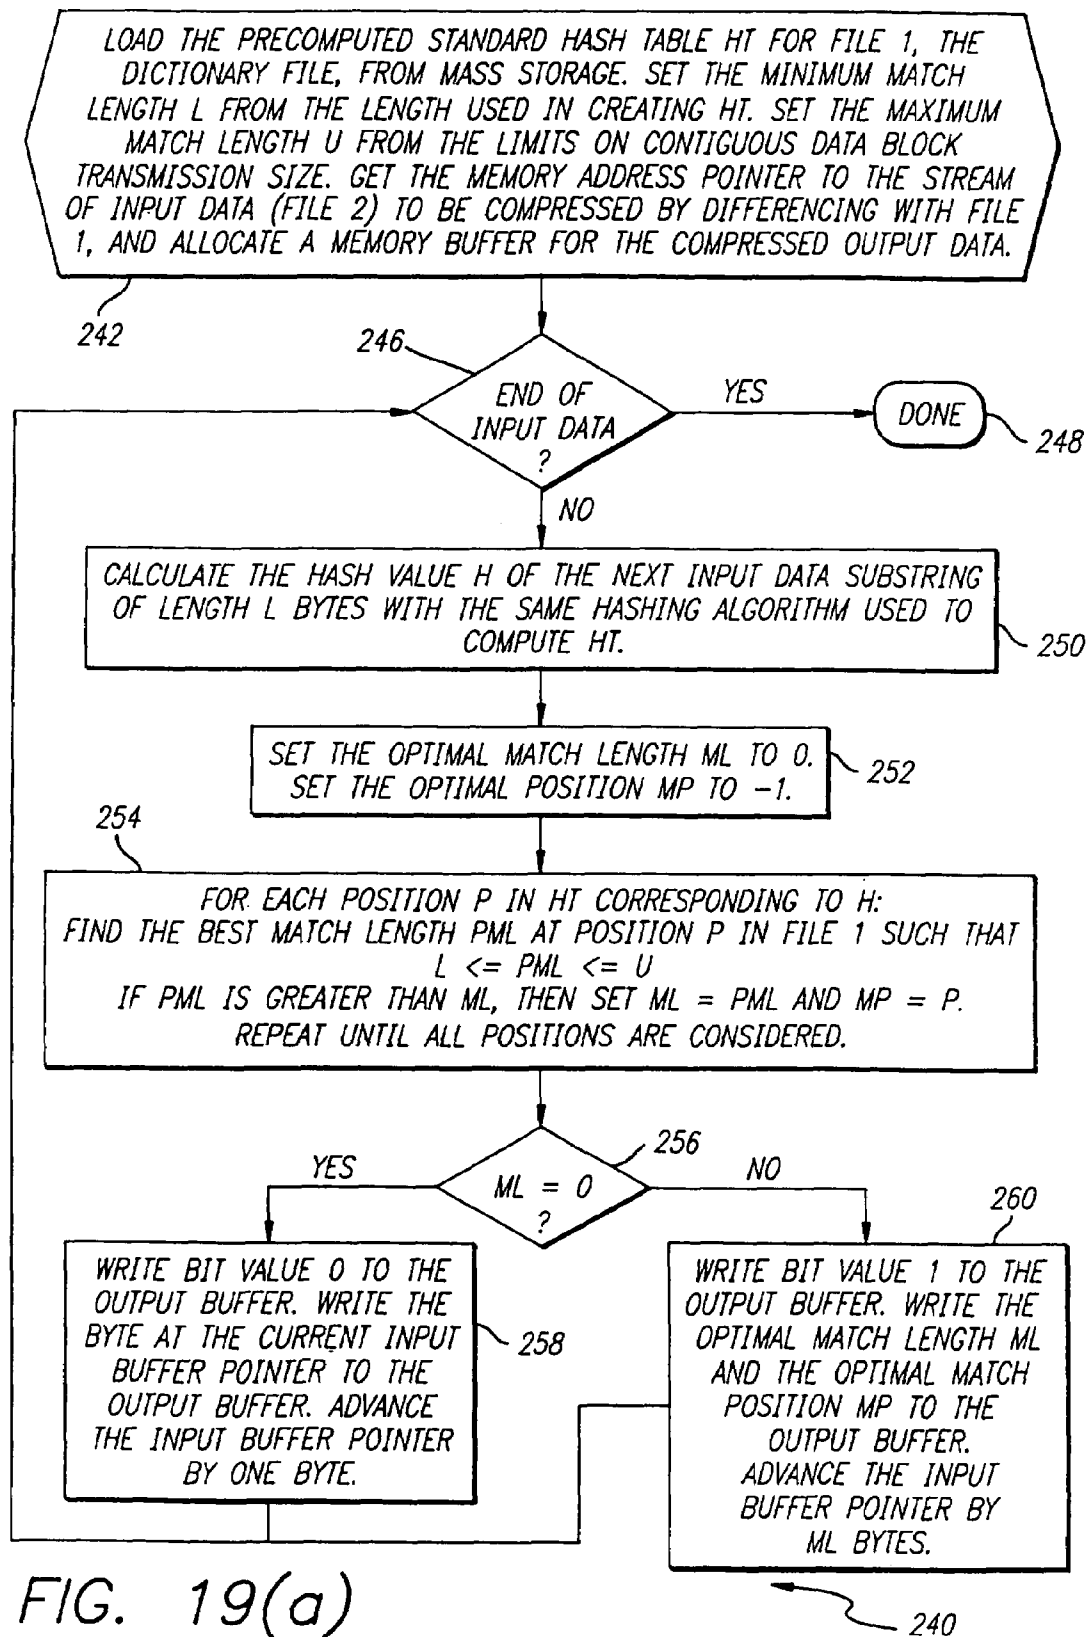 LOAD THE PRECOMPUTED STANDARD HASH TABLE HT FOR FILE 1, THE
DICTIONARY FILE, FROM MASS STORAGE. SET THE MINIMUM MATCH
LENGTH L FROM THE LENGTH USED IN CREATING HT. SET THE MAXIMUM
MATCH LENGTH U FROM THE LIMITS ON CONTIGUOUS DATA BLOCK
TRANSMISSION SIZE. GET THE MEMORY ADDRESS POINTER TO THE STREAM
OF INPUT DATA (FILE 2) TO BE COMPRESSED BY DIFFERENCING WITH FILE
1, AND ALLOCATE A MEMORY BUFFER FOR THE COMPRESSED OUTPUT DATA.
242
246
END OF
INPUT DATA
?
YES
DONE
248
NO
CALCULATE THE HASH VALUE H OF THE NEXT INPUT DATA SUBSTRING
OF LENGTH L BYTES WITH THE SAME HASHING ALGORITHM USED TO
COMPUTE HT.
250
SET THE OPTIMAL MATCH LENGTH ML TO 0.
SET THE OPTIMAL POSITION MP TO -1.
252
254
FOR EACH POSITION P IN HT CORRESPONDING TO H:
FIND THE BEST MATCH LENGTH PML AT POSITION P IN FILE 1 SUCH THAT
L <= PML <= U
IF PML IS GREATER THAN ML, THEN SET ML = PML AND MP = P.
REPEAT UNTIL ALL POSITIONS ARE CONSIDERED.
256
YES
ML = 0
?
NO
260
WRITE BIT VALUE 0 TO THE
OUTPUT BUFFER. WRITE THE
BYTE AT THE CURRENT INPUT
BUFFER POINTER TO THE
OUTPUT BUFFER. ADVANCE
THE INPUT BUFFER POINTER
BY ONE BYTE.
258
WRITE BIT VALUE 1 TO THE
OUTPUT BUFFER. WRITE THE
OPTIMAL MATCH LENGTH ML
AND THE OPTIMAL MATCH
POSITION MP TO THE
OUTPUT BUFFER.
ADVANCE THE INPUT
BUFFER POINTER BY
ML BYTES.
FIG. 19(a)
240